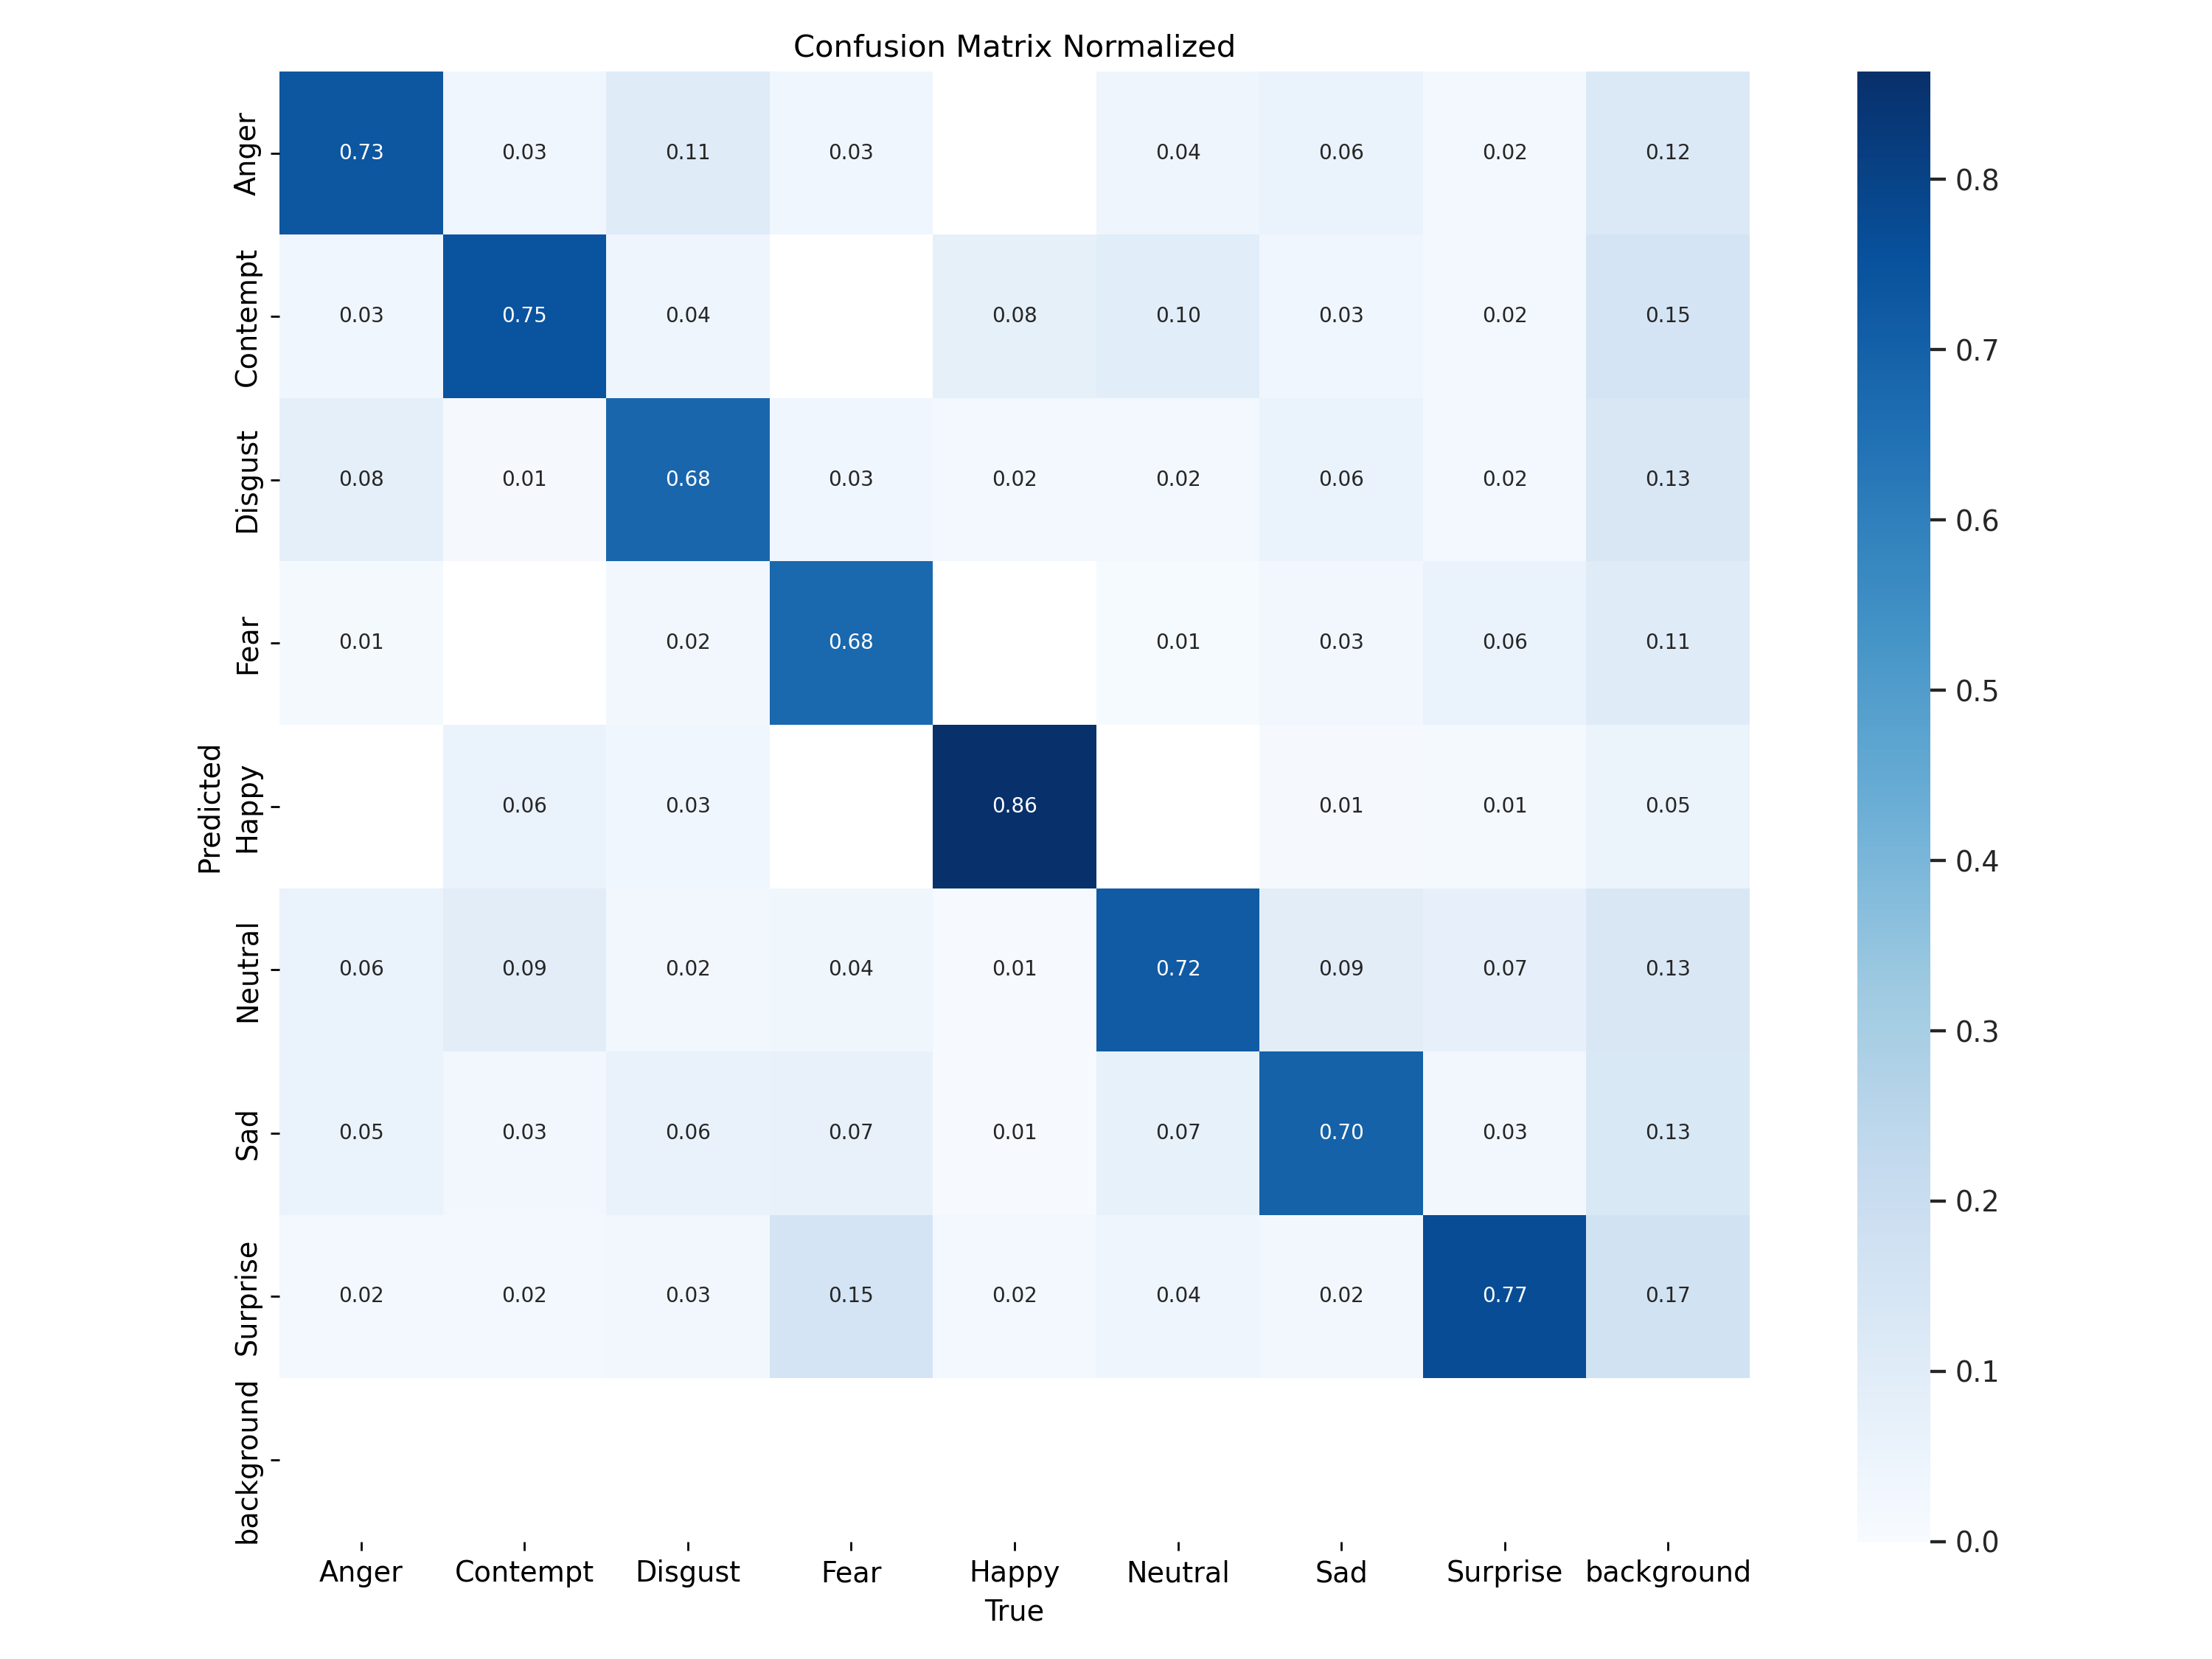 Confusion Matrix Normalized
Anger 0.73 0.03 0.11 0.03 0.04 0.06 0.02 0.12
Contempt 0.03 0.75 0.04 0.08 0.10 0.03 0.02 0.15
Disgust 0.08 0.01 0.68 0.03 0.02 0.02 0.06 0.02 0.13
Fear 0.01 0.02 0.68 0.01 0.03 0.06 0.11
Happy 0.06 0.03 0.86 0.01 0.01 0.05
Neutral 0.06 0.09 0.02 0.04 0.01 0.72 0.09 0.07 0.13
Sad 0.05 0.03 0.06 0.07 0.01 0.07 0.70 0.03 0.13
Surprise 0.02 0.02 0.03 0.15 0.02 0.04 0.02 0.77 0.17
background
Predicted
Anger Contempt Disgust Fear Happy Neutral Sad Surprise background
True
0.8
0.7
0.6
0.5
0.4
0.3
0.2
0.1
0.0